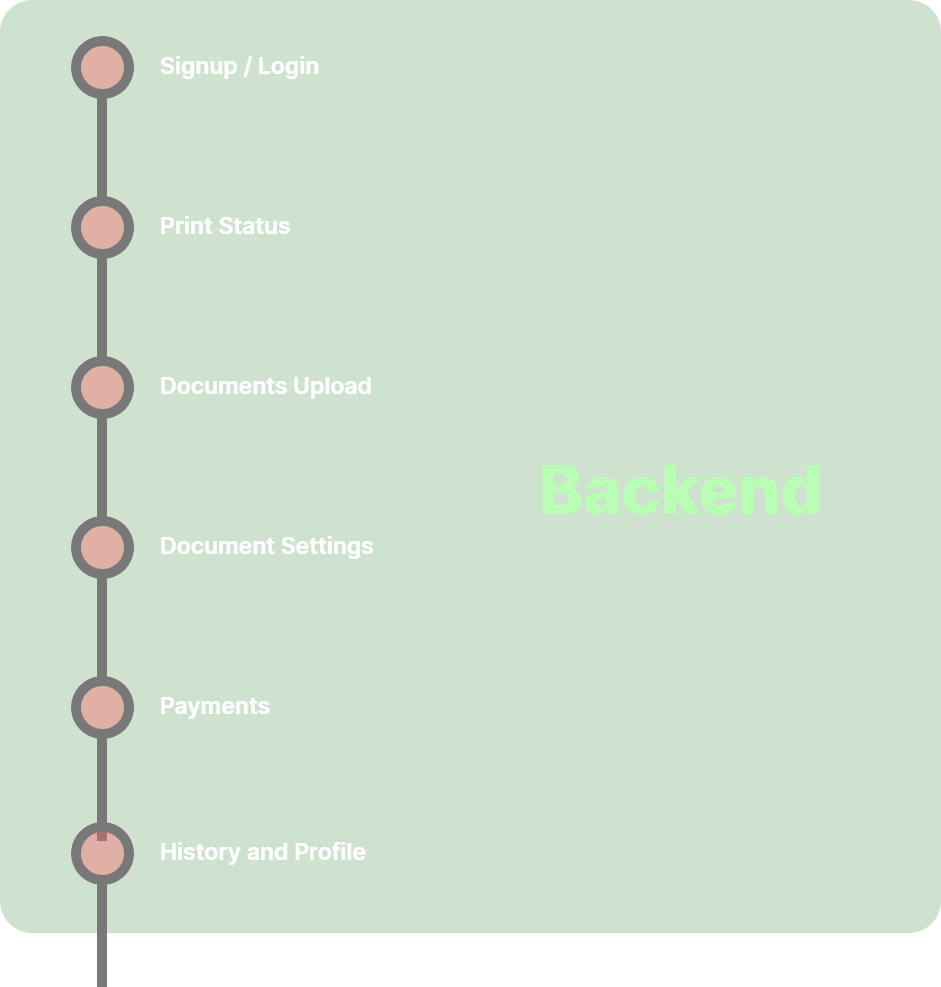 Signup / Login
Print Status
Documents Upload
Backend
Document Settings
Payments
History and Profile